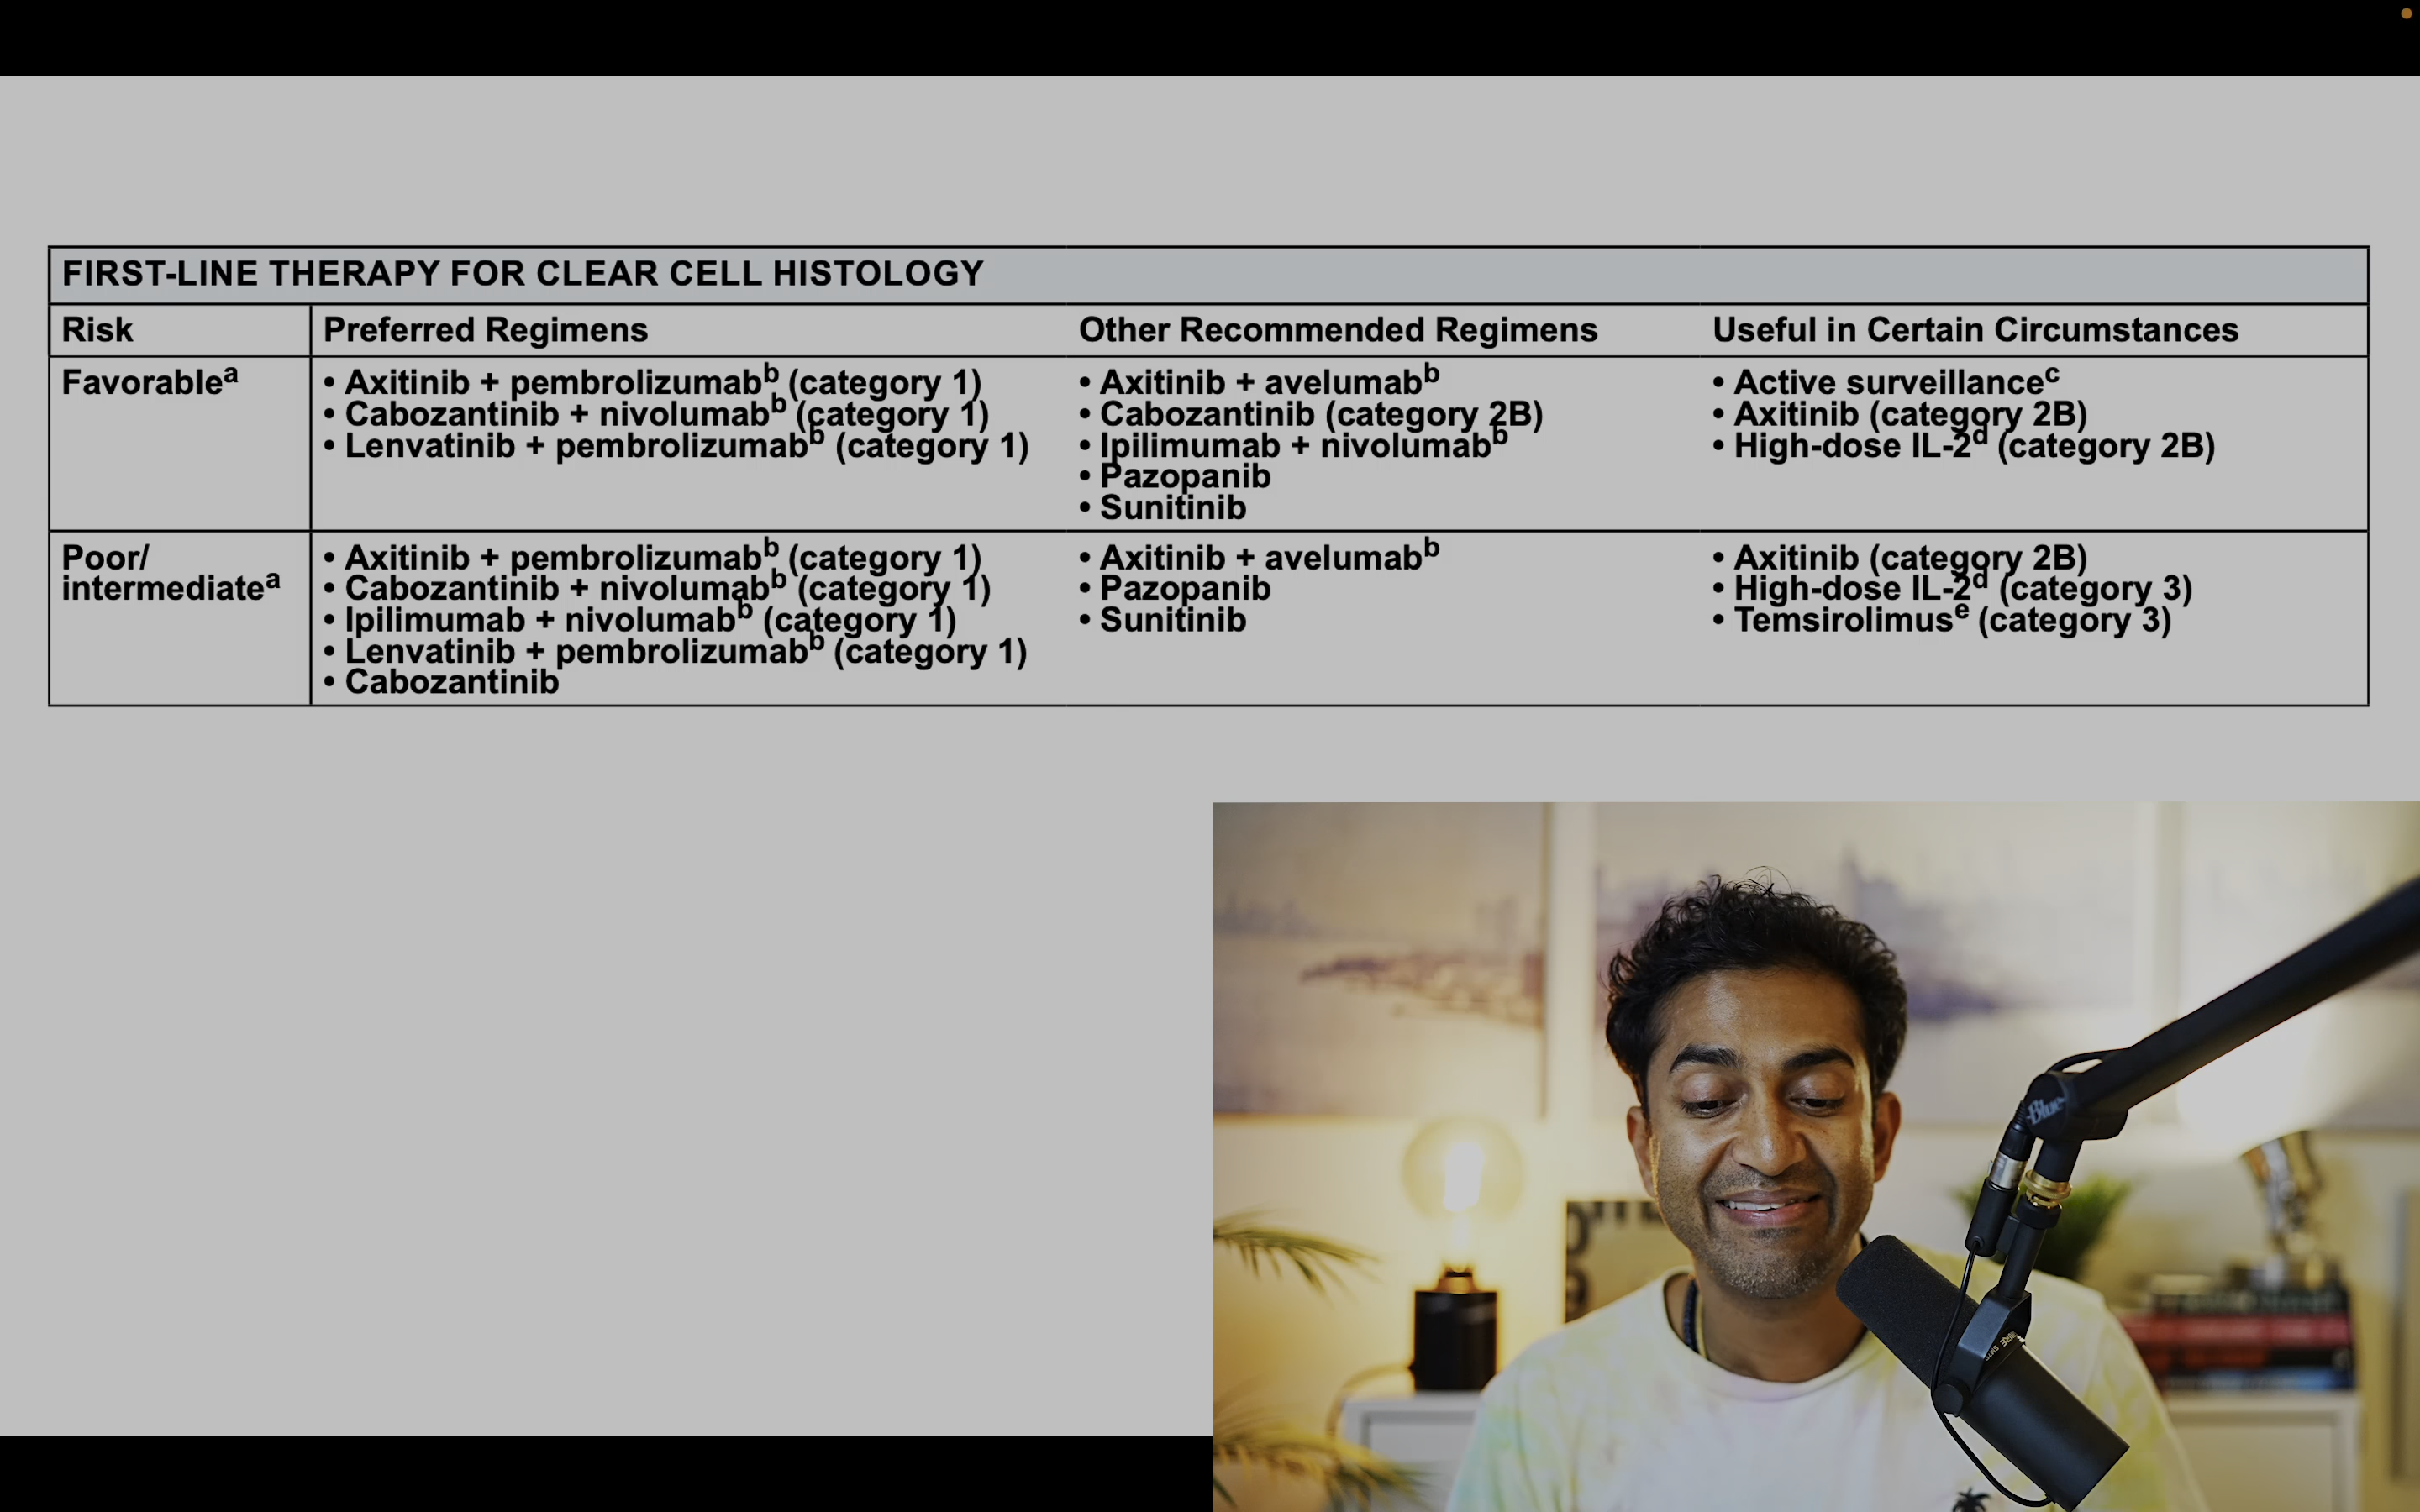 FIRST-LINE THERAPY FOR CLEAR CELL HISTOLOGY
Risk
Preferred Regimens
Other Recommended Regimens
Useful in Certain Circumstances
Favorableᵃ
• Axitinib + pembrolizumabᵇ (category 1)
• Cabozantinib + nivolumabᵇ (category 1)
• Lenvatinib + pembrolizumabᵇ (category 1)
• Axitinib + avelumabᵇ
• Cabozantinib (category 2B)
• Ipilimumab + nivolumabᵇ
• Pazopanib
• Sunitinib
• Active surveillanceᶜ
• Axitinib (category 2B)
• High-dose IL-2ᵈ (category 2B)
Poor/
intermediateᵃ
• Axitinib + pembrolizumabᵇ (category 1)
• Cabozantinib + nivolumabᵇ (category 1)
• Ipilimumab + nivolumabᵇ (category 1)
• Lenvatinib + pembrolizumabᵇ (category 1)
• Cabozantinib
• Axitinib + avelumabᵇ
• Pazopanib
• Sunitinib
• Axitinib (category 2B)
• High-dose IL-2ᵈ (category 3)
• Temsirolimusᵉ (category 3)
Blue